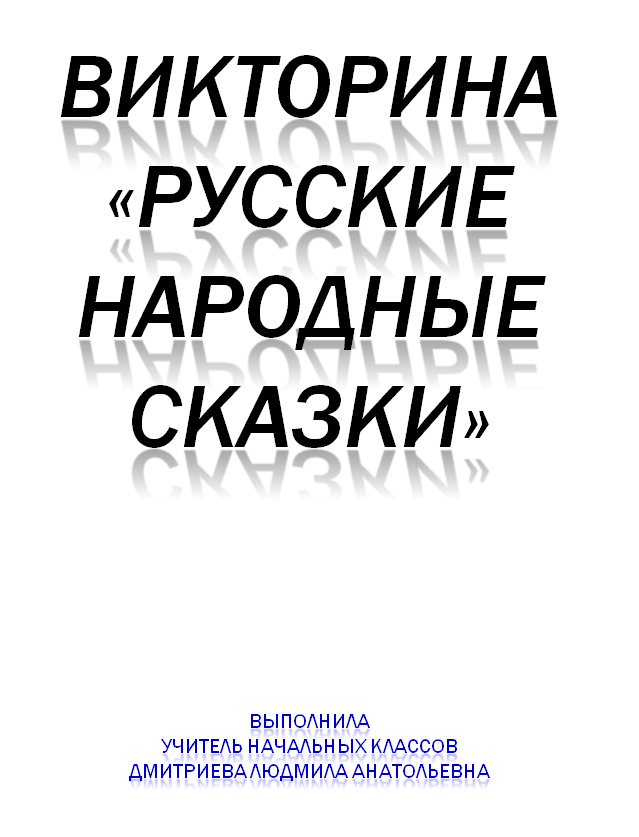 ВИКТОРИНА
«РУССКИЕ
НАРОДНЫЕ
СКАЗКИ»
ВЫПОЛНИЛА
УЧИТЕЛЬ НАЧАЛЬНЫХ КЛАССОВ
ДМИТРИЕВА ЛЮДМИЛА АНАТОЛЬЕВНА